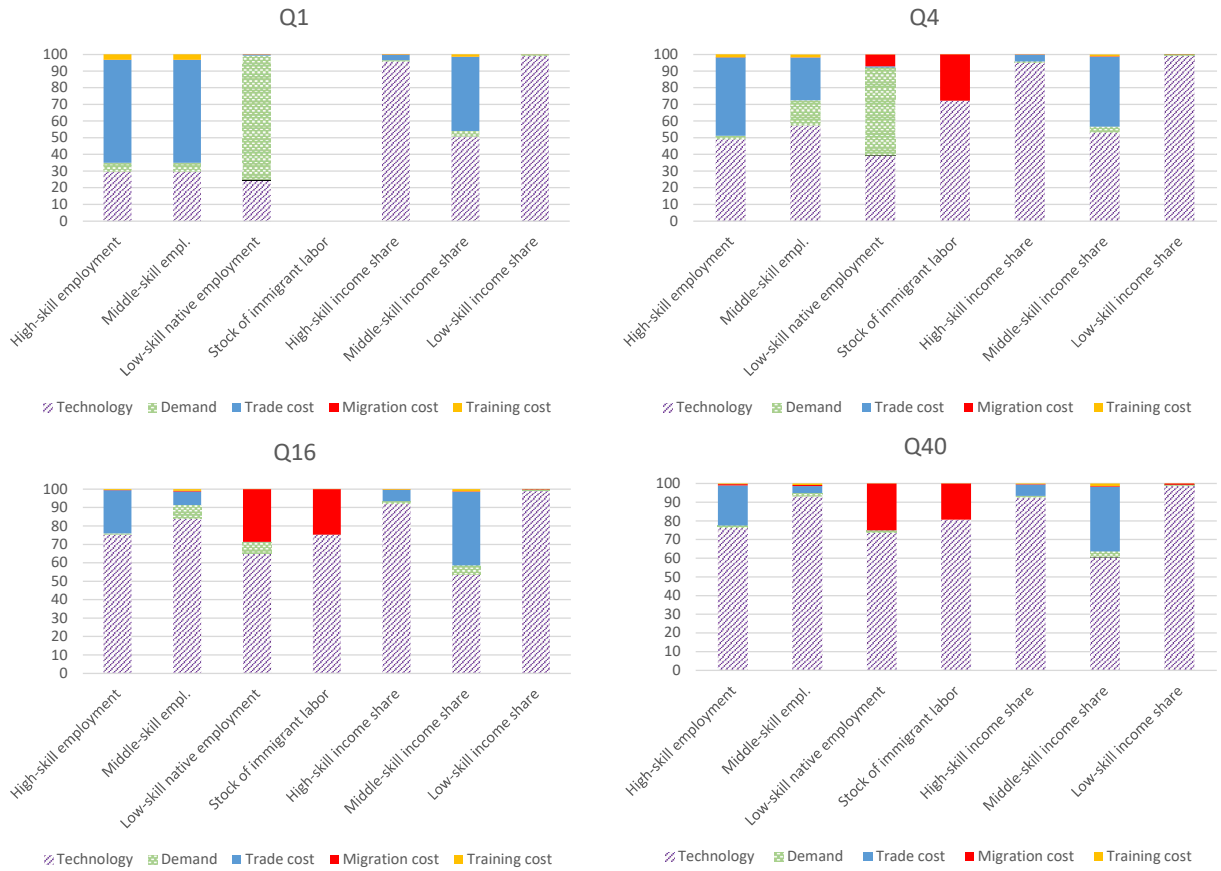 Q1
100
90
80
70
60
50
40
30
20
10
0
High-skill employment
Middle-skill empl.
Low-skill native employment
Stock of immigrant labor
High-skill income share
Middle-skill income share
Low-skill income share
Technology Demand Trade cost Migration cost Training cost
Q4
100
90
80
70
60
50
40
30
20
10
0
High-skill employment
Middle-skill empl.
Low-skill native employment
Stock of immigrant labor
High-skill income share
Middle-skill income share
Low-skill income share
Technology Demand Trade cost Migration cost Training cost
Q16
100
90
80
70
60
50
40
30
20
10
0
High-skill employment
Middle-skill empl.
Low-skill native employment
Stock of immigrant labor
High-skill income share
Middle-skill income share
Low-skill income share
Technology Demand Trade cost Migration cost Training cost
Q40
100
90
80
70
60
50
40
30
20
10
0
High-skill employment
Middle-skill empl.
Low-skill native employment
Stock of immigrant labor
High-skill income share
Middle-skill income share
Low-skill income share
Technology Demand Trade cost Migration cost Training cost